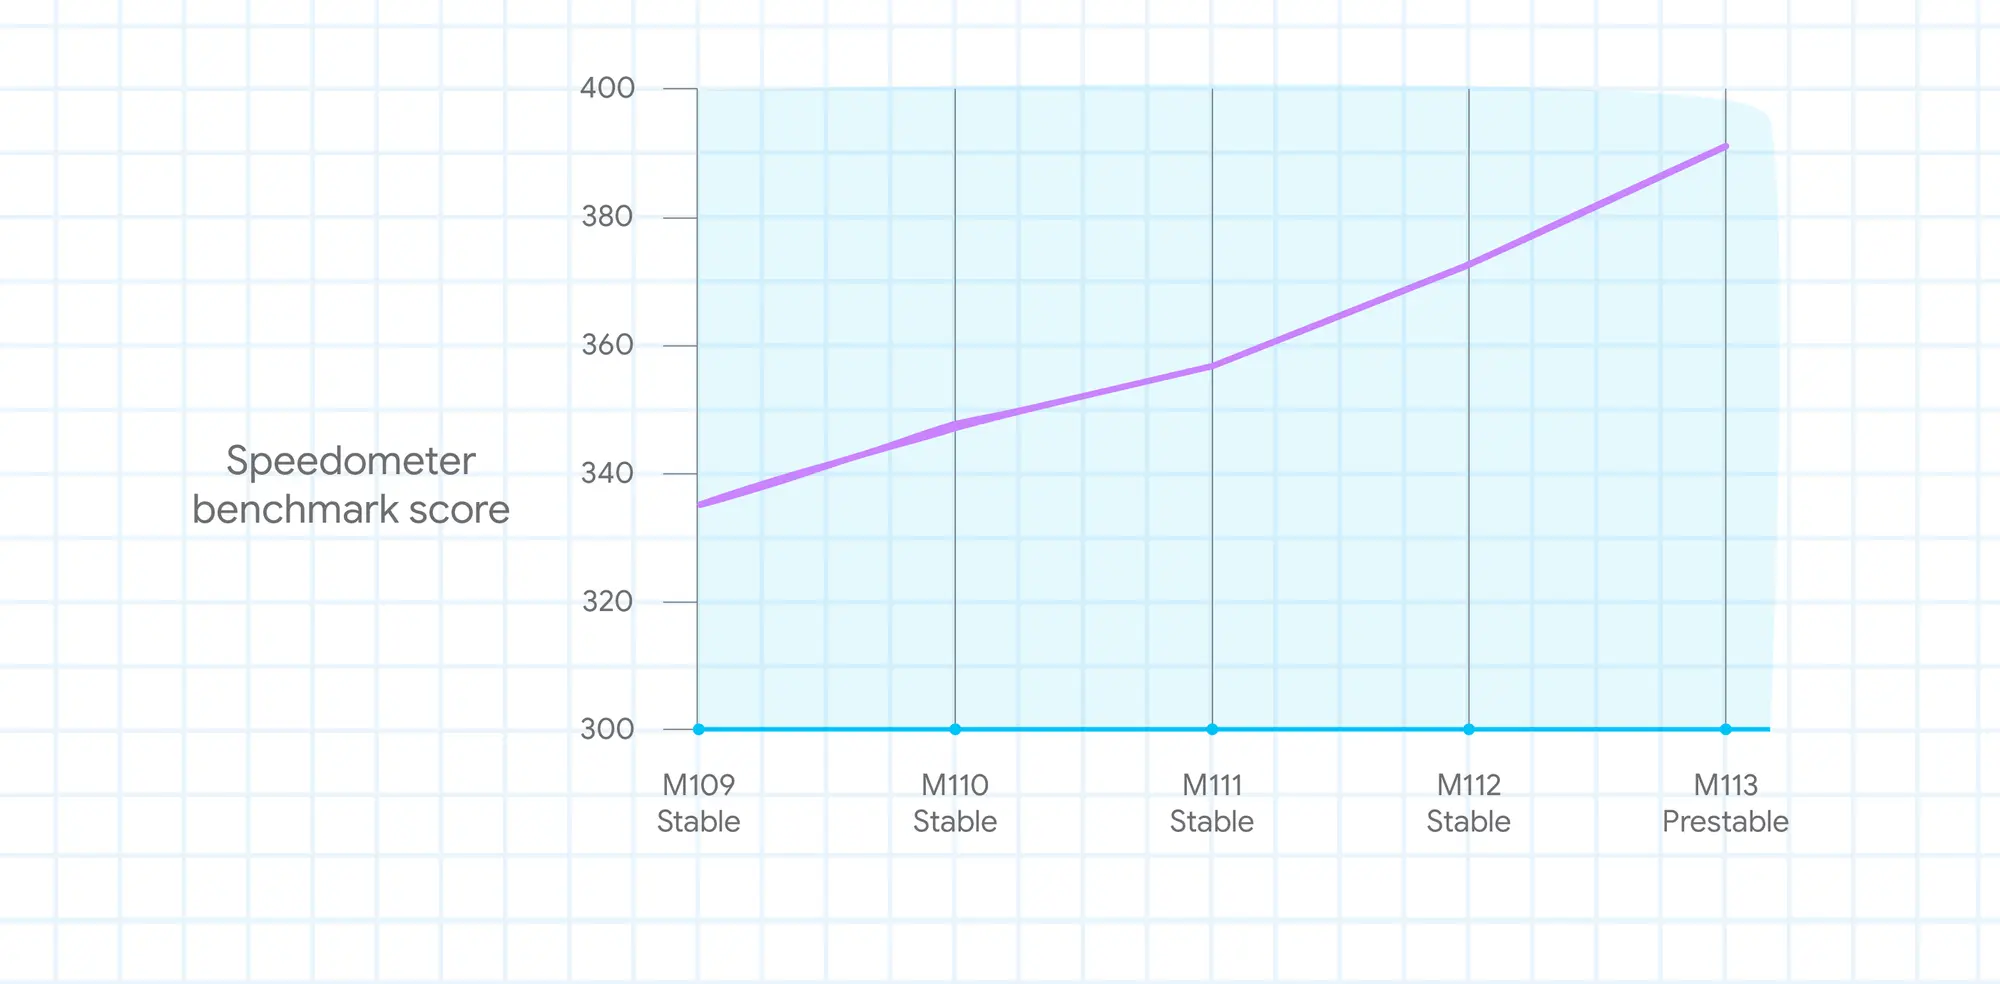 400
380
360
340
320
300
Speedometer
benchmark score
M109
Stable
M110
Stable
M111
Stable
M112
Stable
M113
Prestable